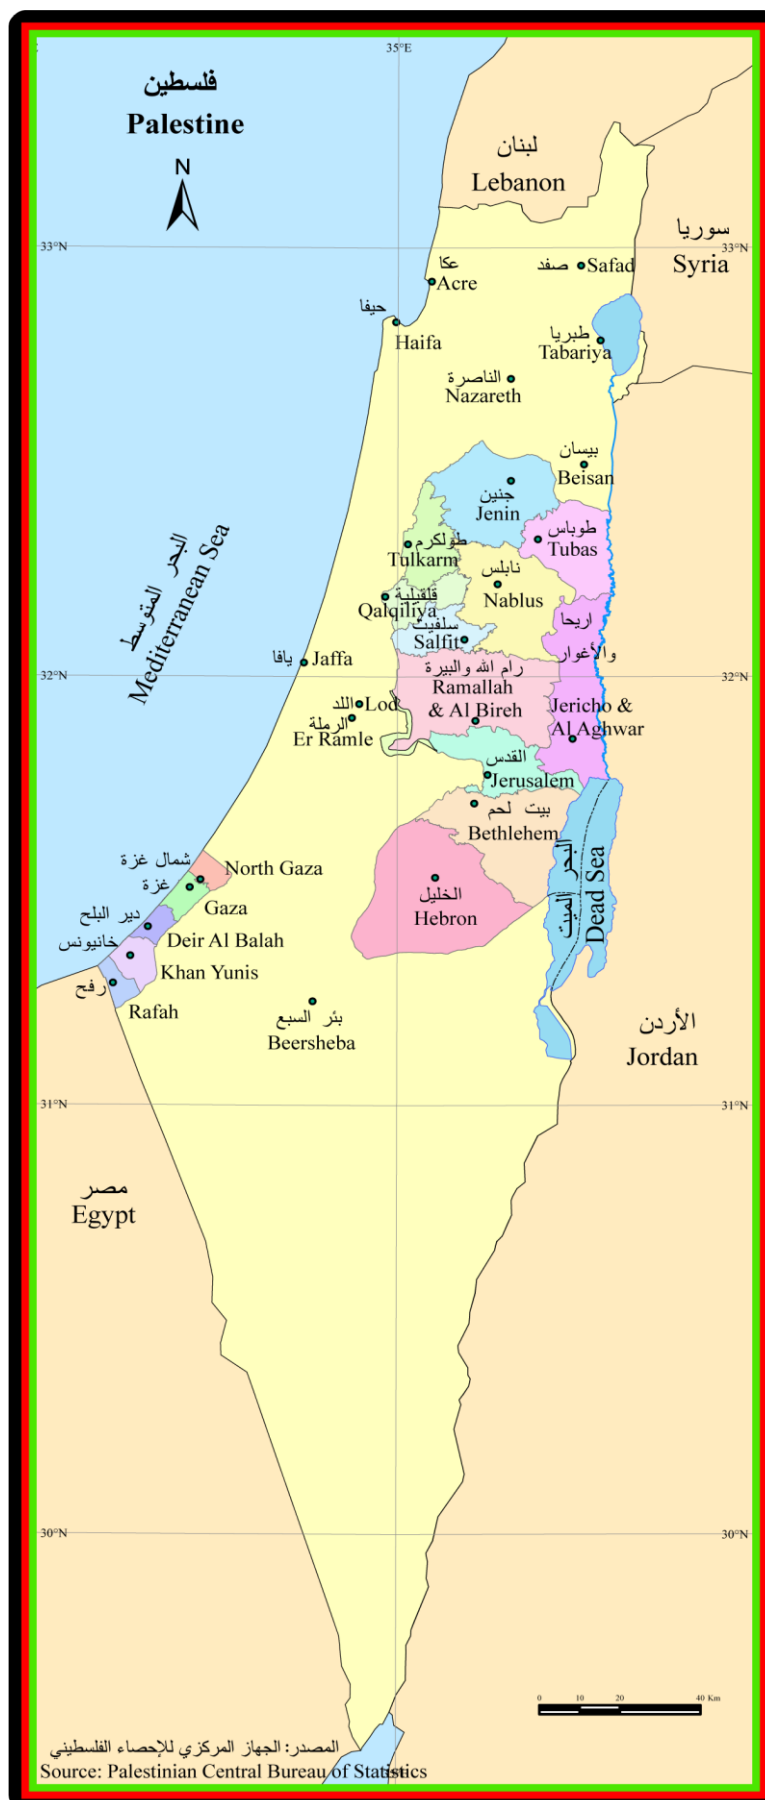 35°E
فلسطين
Palestine
N
لبنان
Lebanon
سوريا
Syria
33°N
33°N
عكا
Acre
صفد
Safad
حيفا
Haifa
طبريا
Tabariya
الناصرة
Nazareth
بيسان
Beisan
جنين
Jenin
طولكرم
Tulkarm
طوباس
Tubas
نابلس
Nablus
قلقيلية
Qalqiliya
سلفيت
Salfit
اريحا
والأغوار
Jericho &
Al Aghwar
البحر المتوسط
Mediterranean Sea
يافا
Jaffa
32°N
32°N
رام الله والبيرة
Ramallah
& Al Bireh
اللد
Lod
الرملة
Er Ramle
القدس
Jerusalem
بيت لحم
Bethlehem
البحر الميت
Dead Sea
شمال غزة
North Gaza
غزة
Gaza
الخليل
Hebron
دير البلح
Deir Al Balah
خانيونس
Khan Yunis
رفح
Rafah
بئر السبع
Beersheba
الأردن
Jordan
31°N
31°N
مصر
Egypt
30°N
30°N
0 10 20 40 Km
المصدر: الجهاز المركزي للإحصاء الفلسطيني
Source: Palestinian Central Bureau of Statistics